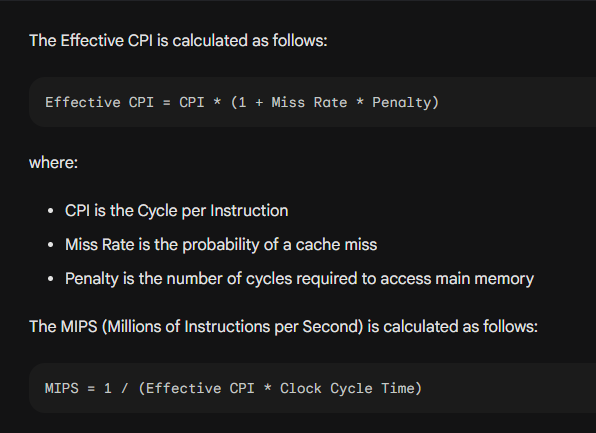 The Effective CPI is calculated as follows:
Effective CPI = CPI * (1 + Miss Rate * Penalty)
where:
• CPI is the Cycle per Instruction
• Miss Rate is the probability of a cache miss
• Penalty is the number of cycles required to access main memory
The MIPS (Millions of Instructions per Second) is calculated as follows:
MIPS = 1 / (Effective CPI * Clock Cycle Time)